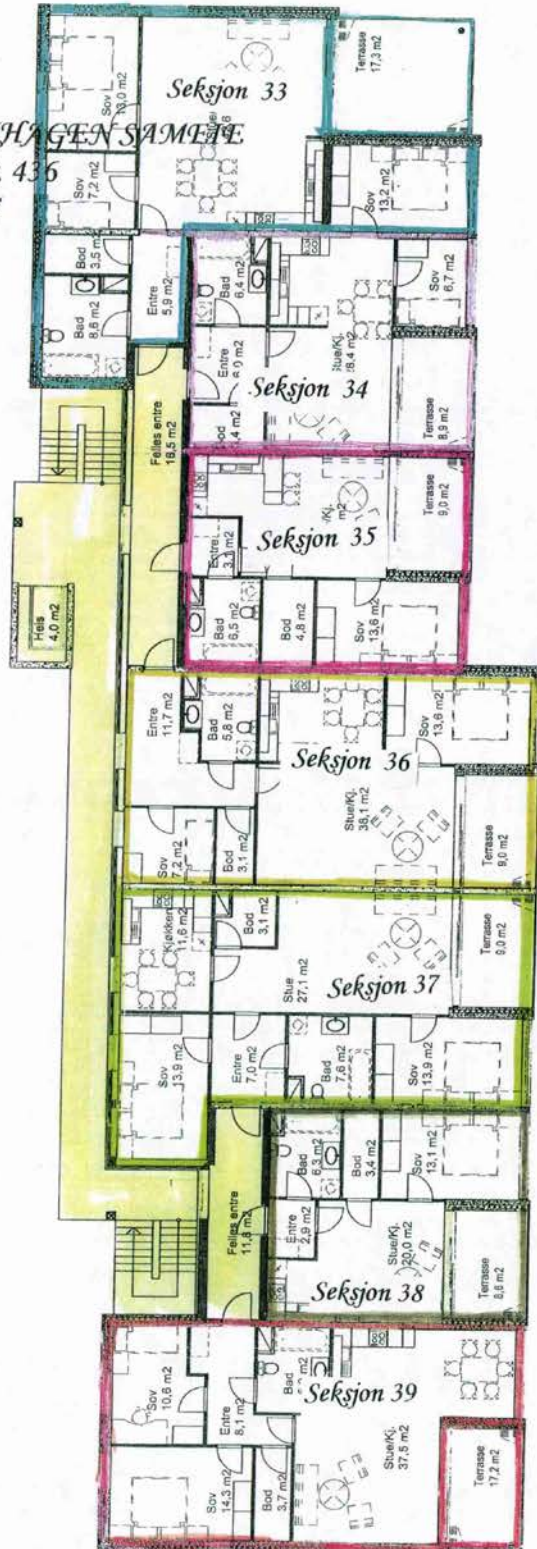 Seksjon 33
Sov
13,0 m2
Terrasse
17,3 m2
HAGEN SAMEIE
436
Sov
7,2 m2
Sov
13,2 m2
Bod
3,5 m2
Entre
5,9 m2
Bad
8,6 m2
Bad
6,4 m2
Sov
6,7 m2
Stue/Kj.
Entre
Seksjon 34
Bod
Terrasse
8,9 m2
Felles entre
Seksjon 35
Entre
3,1 m2
Terrasse
9,0 m2
Bad
6,5 m2
Bod
4,8 m2
Sov
13,6 m2
Heis
4,0 m2
Entre
11,7 m2
Bad
5,8 m2
Sov
13,6 m2
Seksjon 36
Stue/Kj.
38,1 m2
Sov
7,2 m2
Bod
3,1 m2
Terrasse
9,0 m2
Kjøkken
11,6 m2
Bod
3,1 m2
Terrasse
9,0 m2
Stue
27,1 m2
Seksjon 37
Sov
13,9 m2
Entre
7,0 m2
Bad
7,6 m2
Sov
13,9 m2
Felles entre
Bad
6,3 m2
Bod
3,4 m2
Sov
13,1 m2
Entre
2,9 m2
Stue/Kj.
20,0 m2
Seksjon 38
Terrasse
8,6 m2
Sov
10,6 m2
Entre
8,1 m2
Bad
Seksjon 39
Stue/Kj.
37,5 m2
Sov
14,3 m2
Bod
3,7 m2
Terrasse
17,2 m2